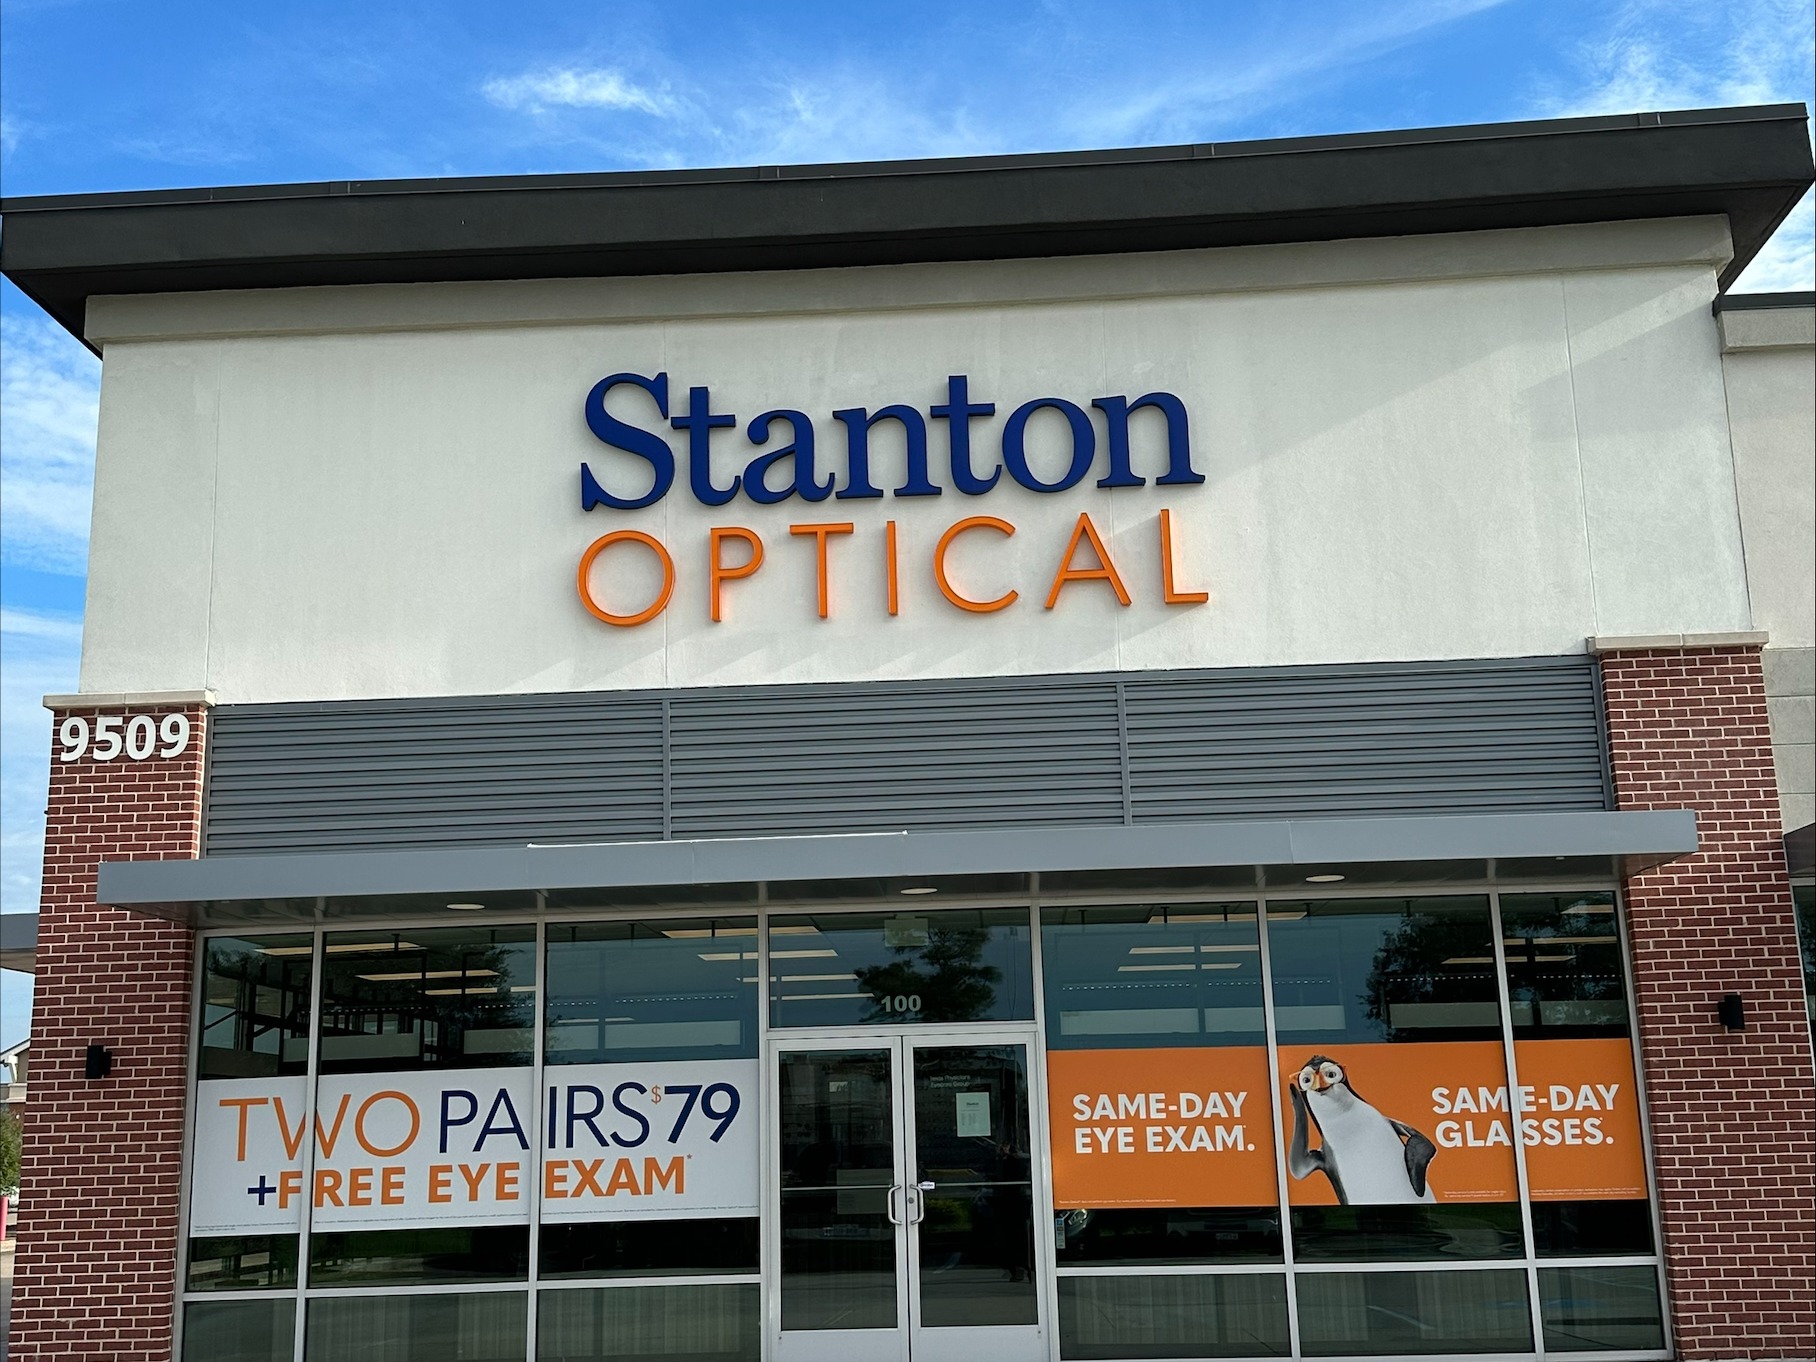 Stanton
OPTICAL
9509
100
TWO PAIRS $79
+FREE EYE EXAM*
SAME-DAY
EYE EXAM.
SAME-DAY
GLASSES.